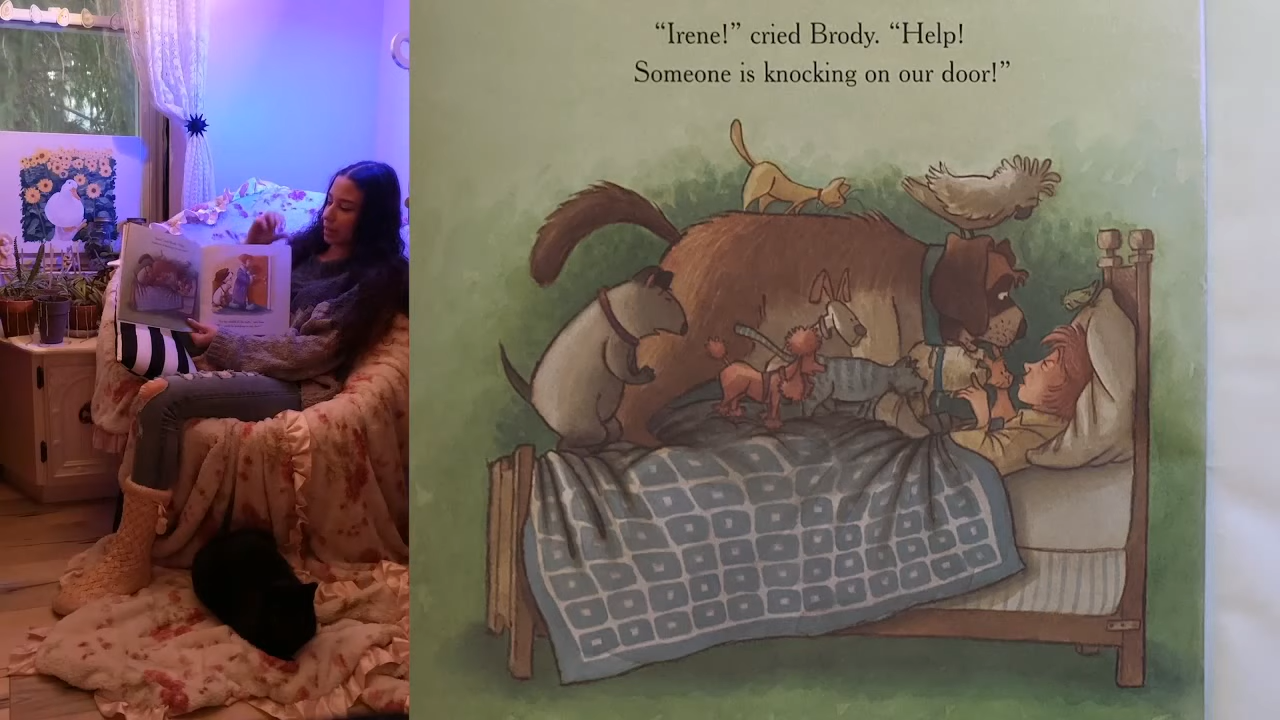 “Irene!” cried Brody. “Help!
Someone is knocking on our door!”